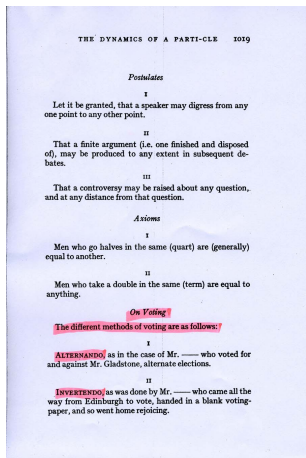 THE DYNAMICS OF A PARTI-CLE 1019
Postulates
I
Let it be granted, that a speaker may digress from any
one point to any other point.
II
That a finite argument (i.e. one finished and disposed
of), may be produced to any extent in subsequent de-
bates.
III
That a controversy may be raised about any question,
and at any distance from that question.
Axioms
I
Men who go halves in the same (quart) are (generally)
equal to another.
II
Men who take a double in the same (term) are equal to
anything.
On Voting
The different methods of voting are as follows:
I
ALTERNANDO, as in the case of Mr. —— who voted for
and against Mr. Gladstone, alternate elections.
II
INVERTENDO, as was done by Mr. —— who came all the
way from Edinburgh to vote, handed in a blank voting-
paper, and so went home rejoicing.